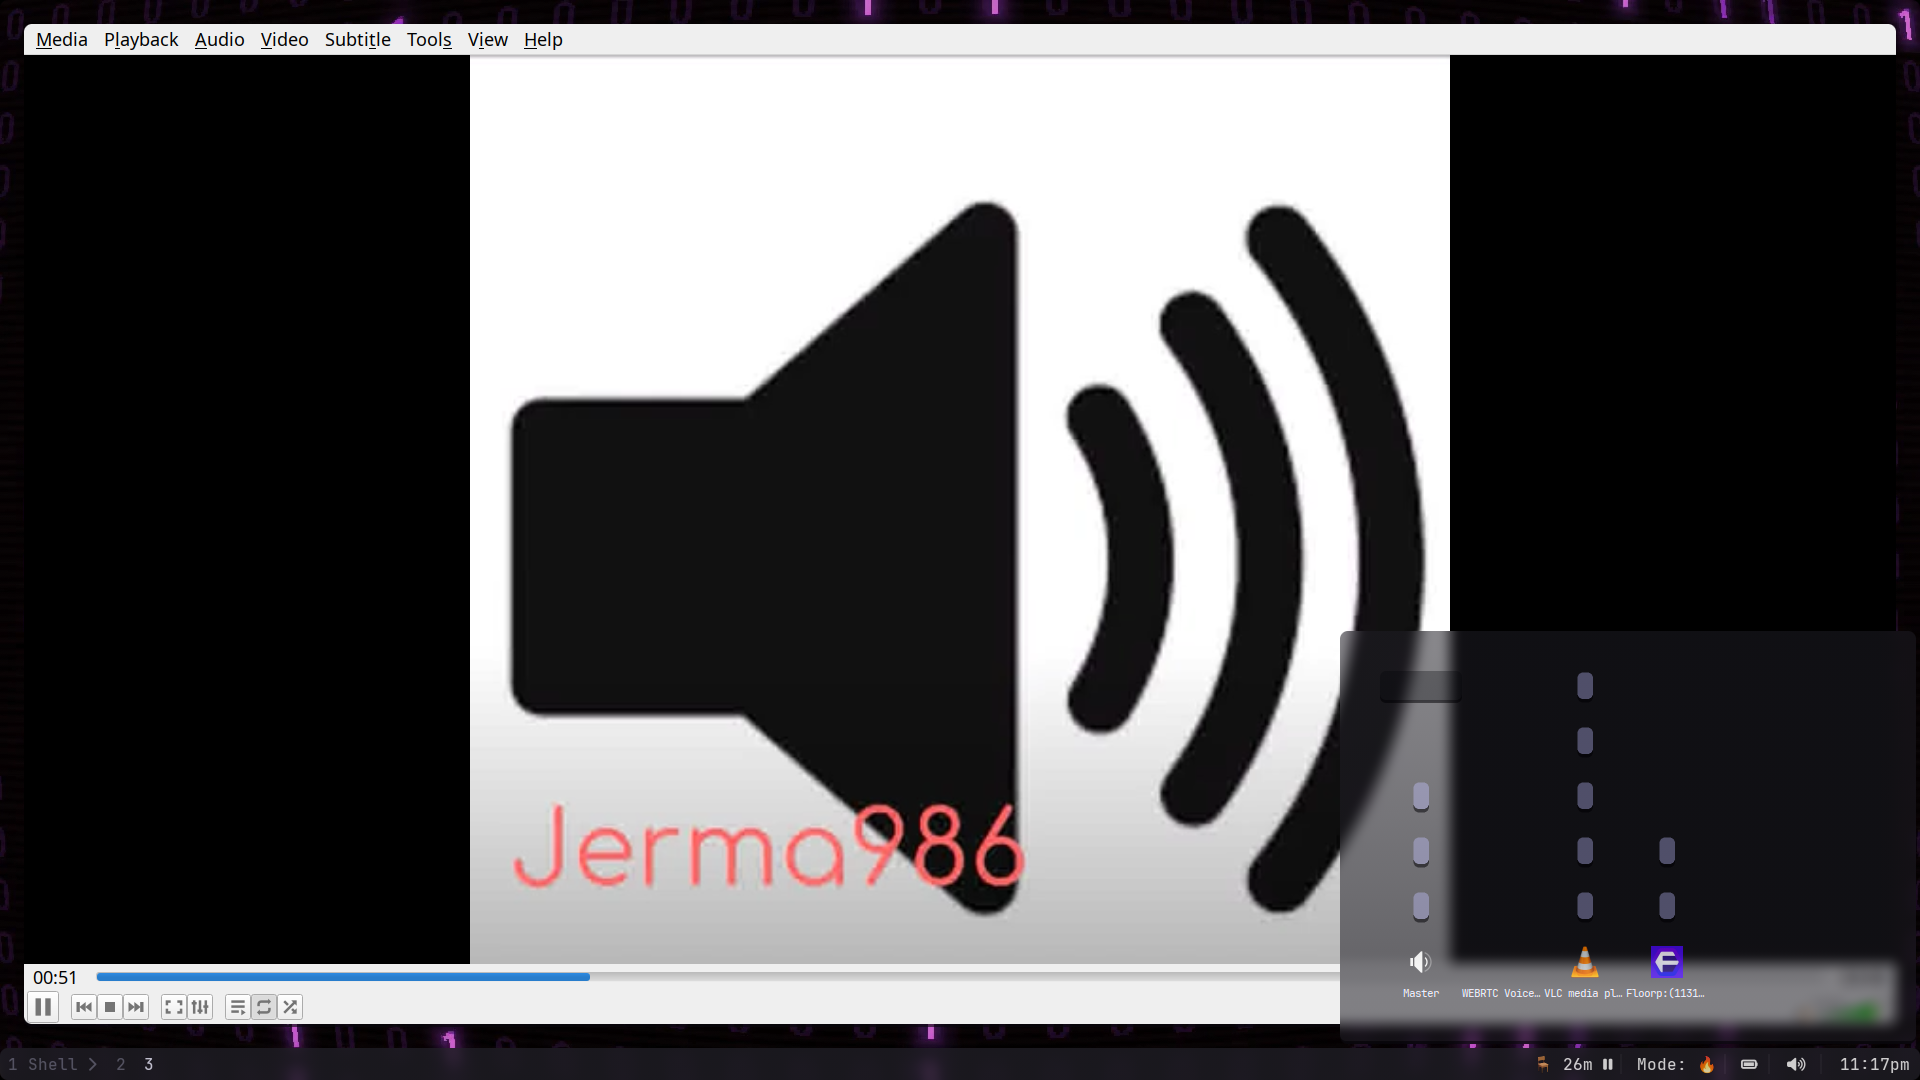 Media Playback Audio Video Subtitle Tools View Help
Jerma986
00:51
Master WEBRTC Voice… VLC media pl… Floorp:(1131…
1 Shell 2 3 26m Mode: 11:17pm